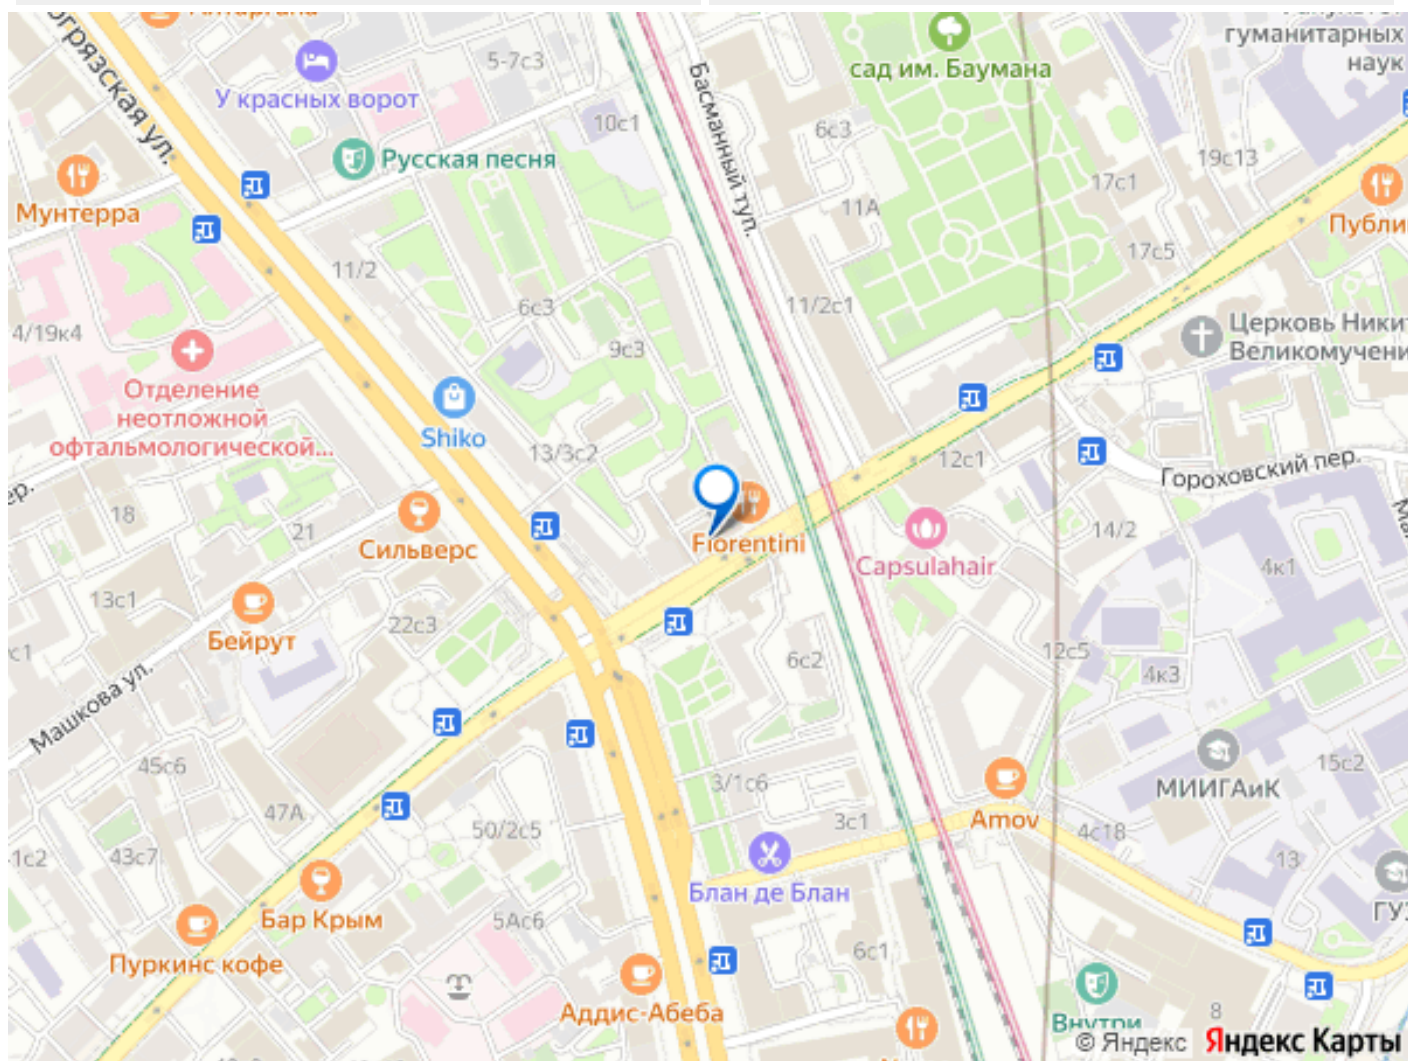 5-7с3
сад им. Баумана
гуманитарных
наук
У красных ворот
10с1
Басманный туп.
6с3
Русская песня
19с13
17с1
Мунтерра
11А
17с5
11/2
6с3
11/2с1
4/19к4
9с3
Церковь Никит
Великомучени
Отделение
неотложной
офтальмологической...
Shiko
13/3с2
12с1
Гороховский пер.
18
21
Сильверс
Fiorentini
14/2
Capsulahair
4к1
13с1
Бейрут
22с3
6с2
12с5
4к3
Машкова ул.
45с6
3/1с6
МИИГАиК
15с2
47А
50/2с5
3с1
Amov
4с18
43с7
13
Блан де Блан
Бар Крым
5Ас6
Пуркинс кофе
6с1
Аддис-Абеба
8
Внутри
© Яндекс Яндекс Карты